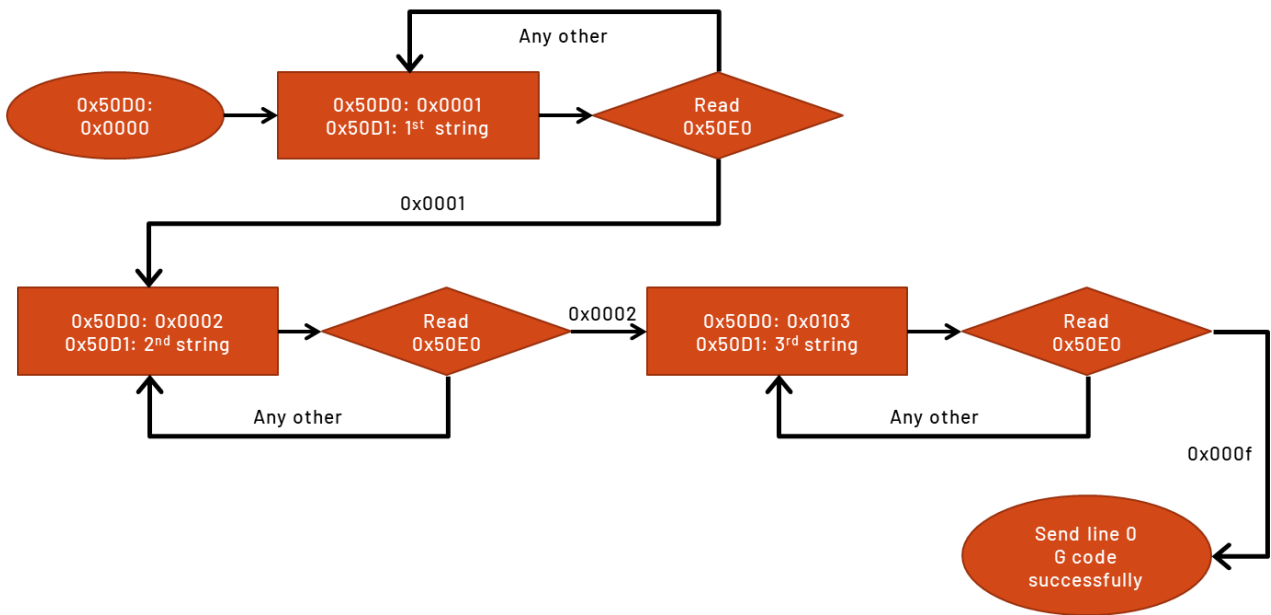 Any other
0x50D0:
0x0000
0x50D0: 0x0001
0x50D1: 1st string
Read
0x50E0
0x0001
0x50D0: 0x0002
0x50D1: 2nd string
Read
0x50E0
0x0002
0x50D0: 0x0103
0x50D1: 3rd string
Read
0x50E0
Any other
Any other
0x000f
Send line 0
G code
successfully